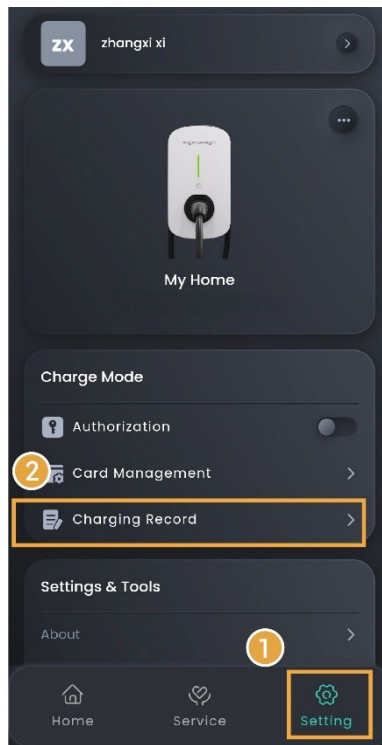 zx
zhangxi xi
My Home
Charge Mode
Authorization
2
Card Management
Charging Record
Settings & Tools
About
1
Home
Service
Setting